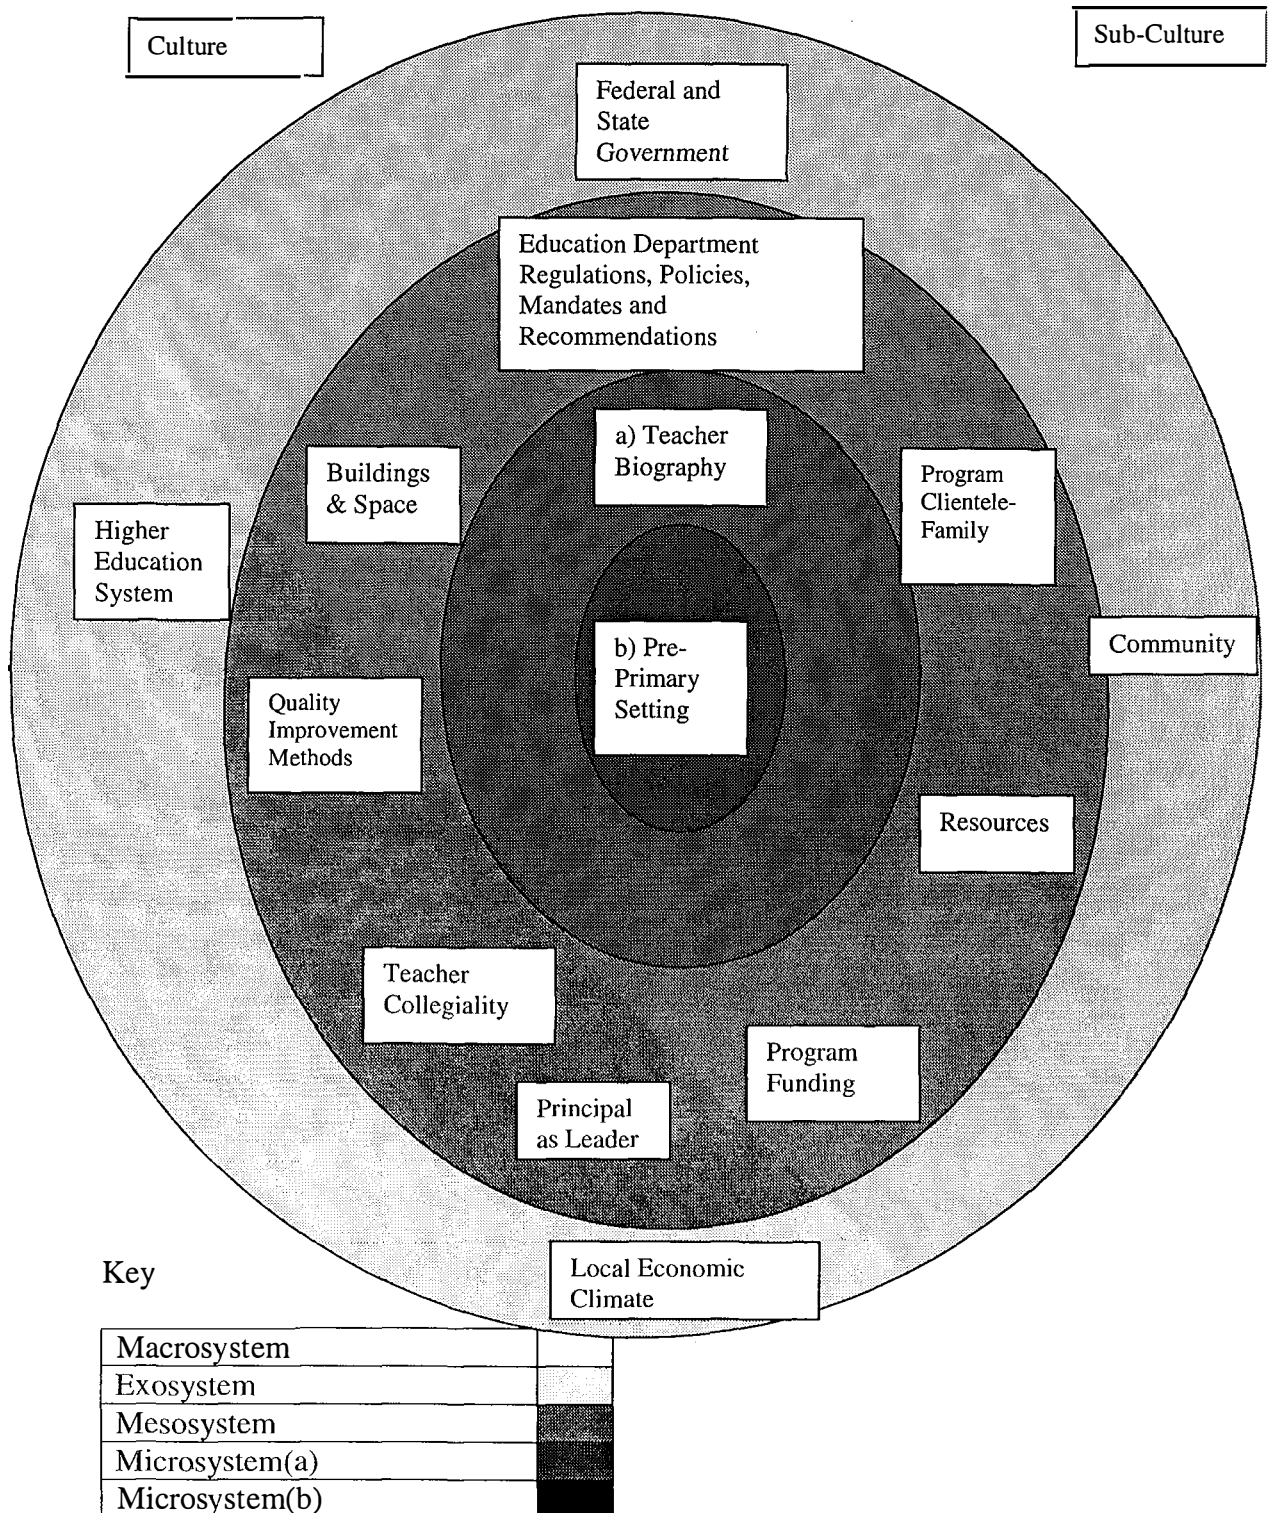 Culture
Sub-Culture
Federal and
State
Government
Education Department
Regulations, Policies,
Mandates and
Recommendations
a) Teacher
Biography
Buildings
& Space
Program
Clientele-
Family
Higher
Education
System
b) Pre-
Primary
Setting
Community
Quality
Improvement
Methods
Resources
Teacher
Collegiality
Program
Funding
Principal
as Leader
Local Economic
Climate
Key
Macrosystem
Exosystem
Mesosystem
Microsystem(a)
Microsystem(b)